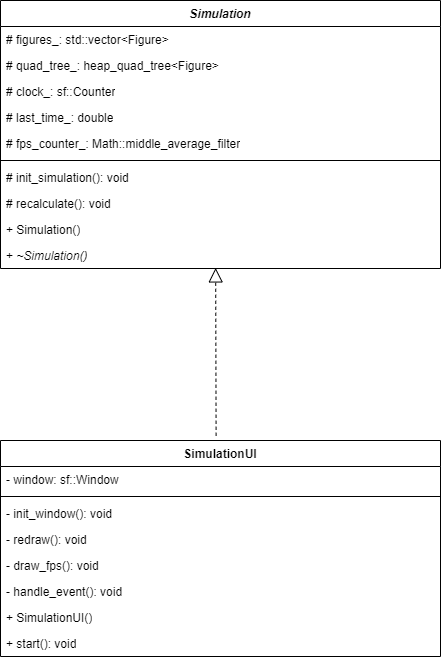 Simulation
# figures_: std::vector<Figure>
# quad_tree_: heap_quad_tree<Figure>
# clock_: sf::Counter
# last_time_: double
# fps_counter_: Math::middle_average_filter
# init_simulation(): void
# recalculate(): void
+ Simulation()
+ ~Simulation()
SimulationUI
- window: sf::Window
- init_window(): void
- redraw(): void
- draw_fps(): void
- handle_event(): void
+ SimulationUI()
+ start(): void